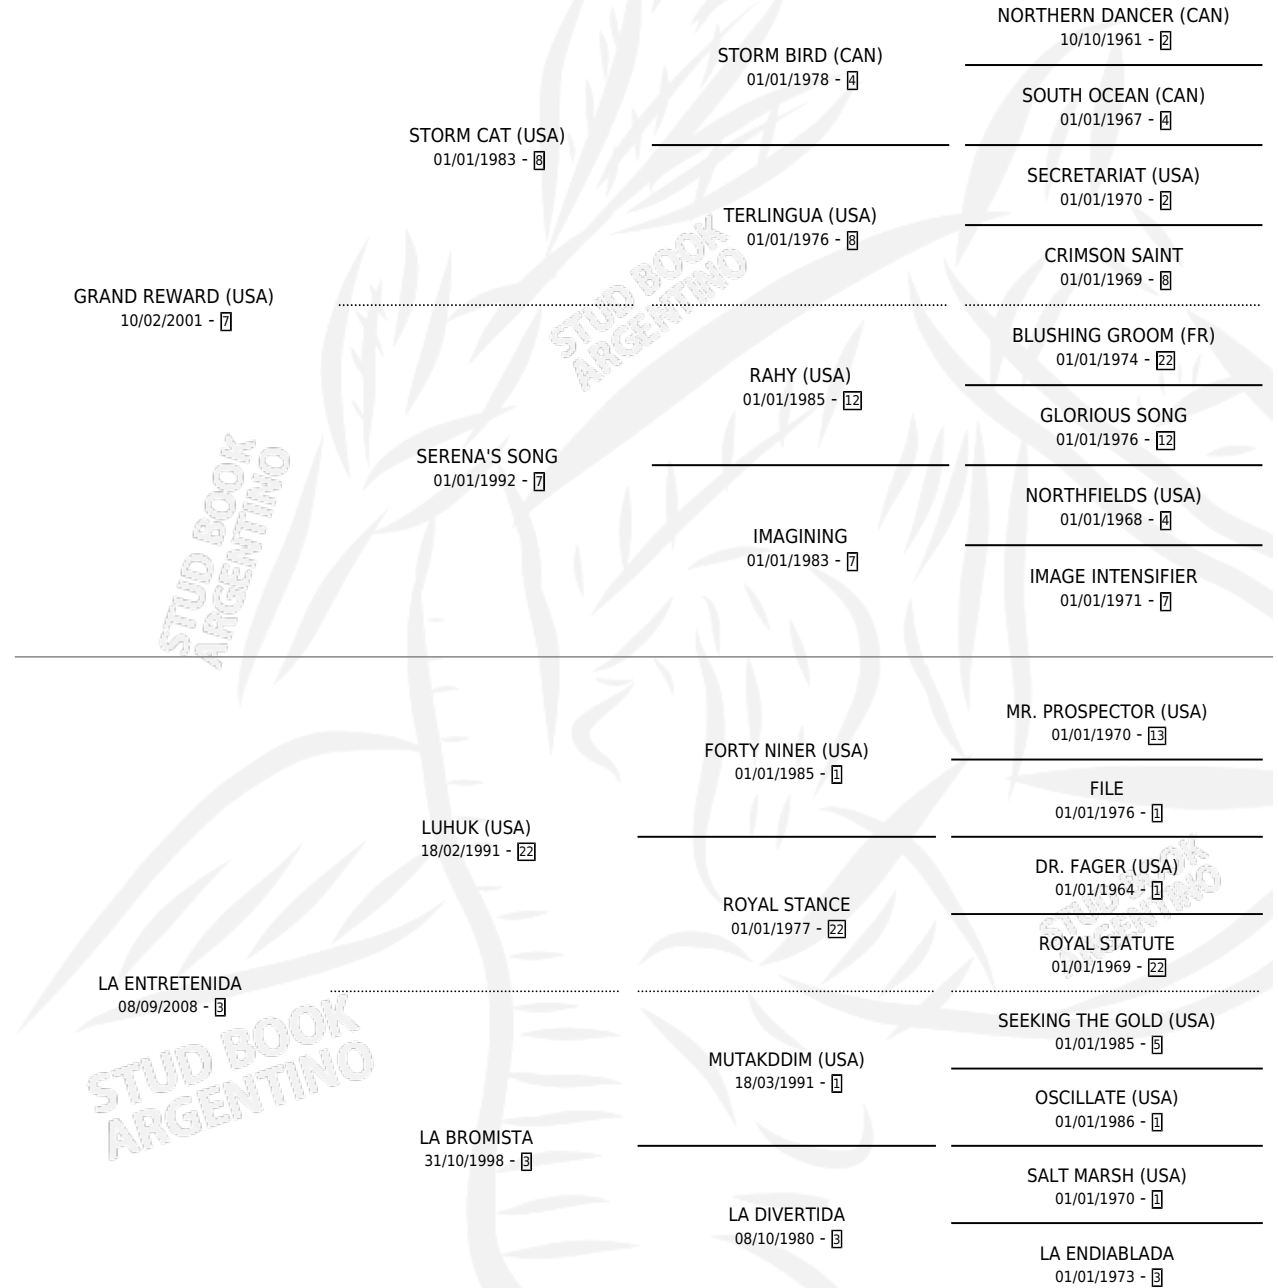 NORTHERN DANCER (CAN)
10/10/1961 - 2
STORM BIRD (CAN)
01/01/1978 - 4
SOUTH OCEAN (CAN)
01/01/1967 - 4
STORM CAT (USA)
01/01/1983 - 8
SECRETARIAT (USA)
01/01/1970 - 2
TERLINGUA (USA)
01/01/1976 - 8
CRIMSON SAINT
01/01/1969 - 8
GRAND REWARD (USA)
10/02/2001 - 7
STUD BOOK
ARGENTINO
BLUSHING GROOM (FR)
01/01/1974 - 22
RAHY (USA)
01/01/1985 - 12
GLORIOUS SONG
01/01/1976 - 12
SERENA'S SONG
01/01/1992 - 7
STUD BOOK
ARGENTINO
NORTHFIELDS (USA)
01/01/1968 - 4
IMAGINING
01/01/1983 - 7
IMAGE INTENSIFIER
01/01/1971 - 7
MR. PROSPECTOR (USA)
01/01/1970 - 13
FORTY NINER (USA)
01/01/1985 - 1
FILE
01/01/1976 - 1
LUHUK (USA)
18/02/1991 - 22
DR. FAGER (USA)
01/01/1964 - 1
STUD BOOK
ARGENTINO
ROYAL STANCE
01/01/1977 - 22
ROYAL STATUTE
01/01/1969 - 22
LA ENTRETENIDA
08/09/2008 - 3
STUD BOOK
ARGENTINO
SEEKING THE GOLD (USA)
01/01/1985 - 5
MUTAKDDIM (USA)
18/03/1991 - 1
OSCILLATE (USA)
01/01/1986 - 1
LA BROMISTA
31/10/1998 - 3
SALT MARSH (USA)
01/01/1970 - 1
LA DIVERTIDA
08/10/1980 - 3
LA ENDIABLADA
01/01/1973 - 3